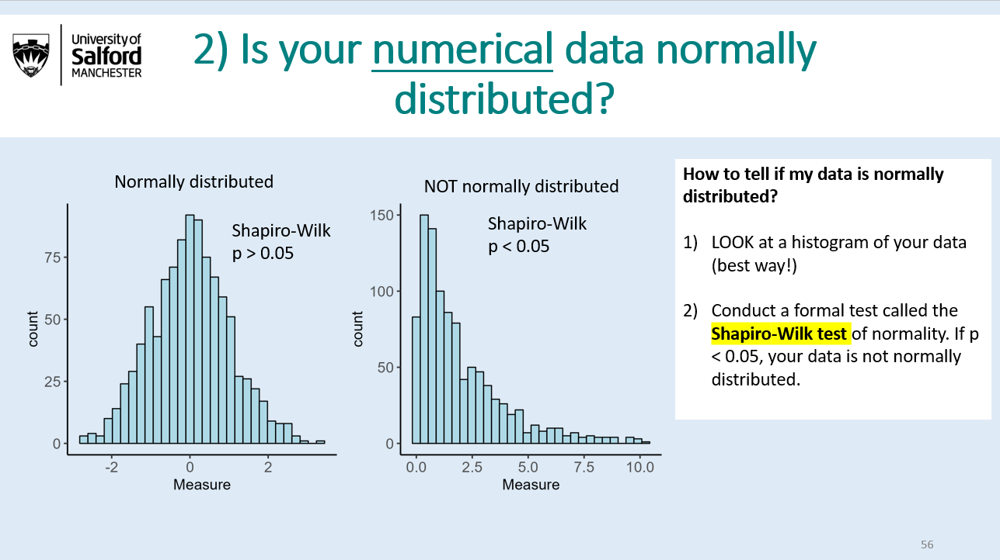 University of
Salford
MANCHESTER
2) Is your numerical data normally
distributed?
Normally distributed
Shapiro-Wilk
p > 0.05
75
50
25
0
count
-2
0
2
Measure
NOT normally distributed
Shapiro-Wilk
p < 0.05
150
100
50
0
count
0.0
2.5
5.0
7.5
10.0
Measure
How to tell if my data is normally
distributed?
1) LOOK at a histogram of your data
(best way!)
2) Conduct a formal test called the
Shapiro-Wilk test of normality. If p
< 0.05, your data is not normally
distributed.
56